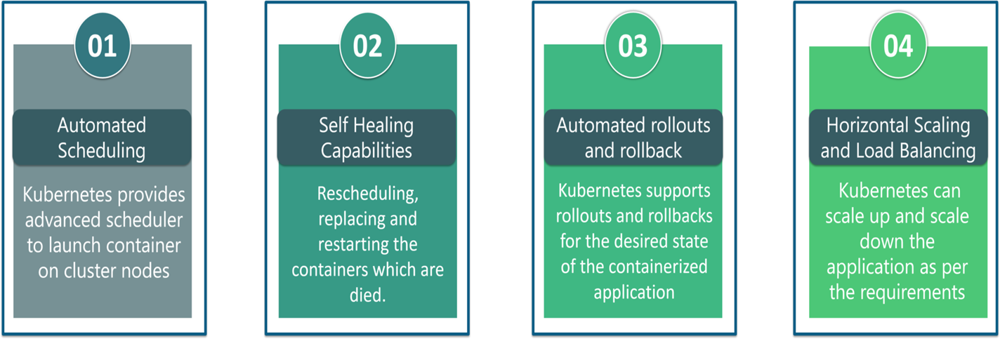 01
Automated
Scheduling
Kubernetes provides
advanced scheduler
to launch container
on cluster nodes
02
Self Healing
Capabilities
Rescheduling,
replacing and
restarting the
containers which are
died.
03
Automated rollouts
and rollback
Kubernetes supports
rollouts and rollbacks
for the desired state
of the containerized
application
04
Horizontal Scaling
and Load Balancing
Kubernetes can
scale up and scale
down the
application as per
the requirements